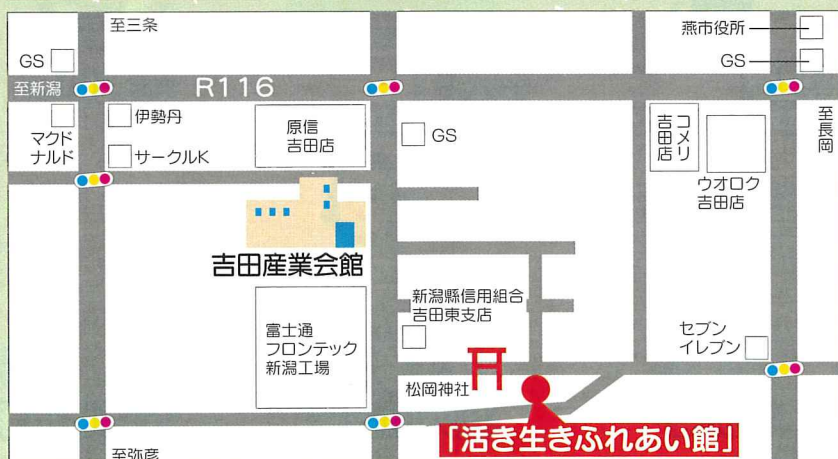 至三条
燕市役所
GS
GS
至新潟
R116
至長岡
マクド
ナルド
伊勢丹
サークルK
原信
吉田店
GS
コメリ
吉田店
ウオロク
吉田店
吉田産業会館
新潟縣信用組合
吉田東支店
富士通
フロンテック
新潟工場
セブン
イレブン
松岡神社
「活き生きふれあい館」
至弥彦